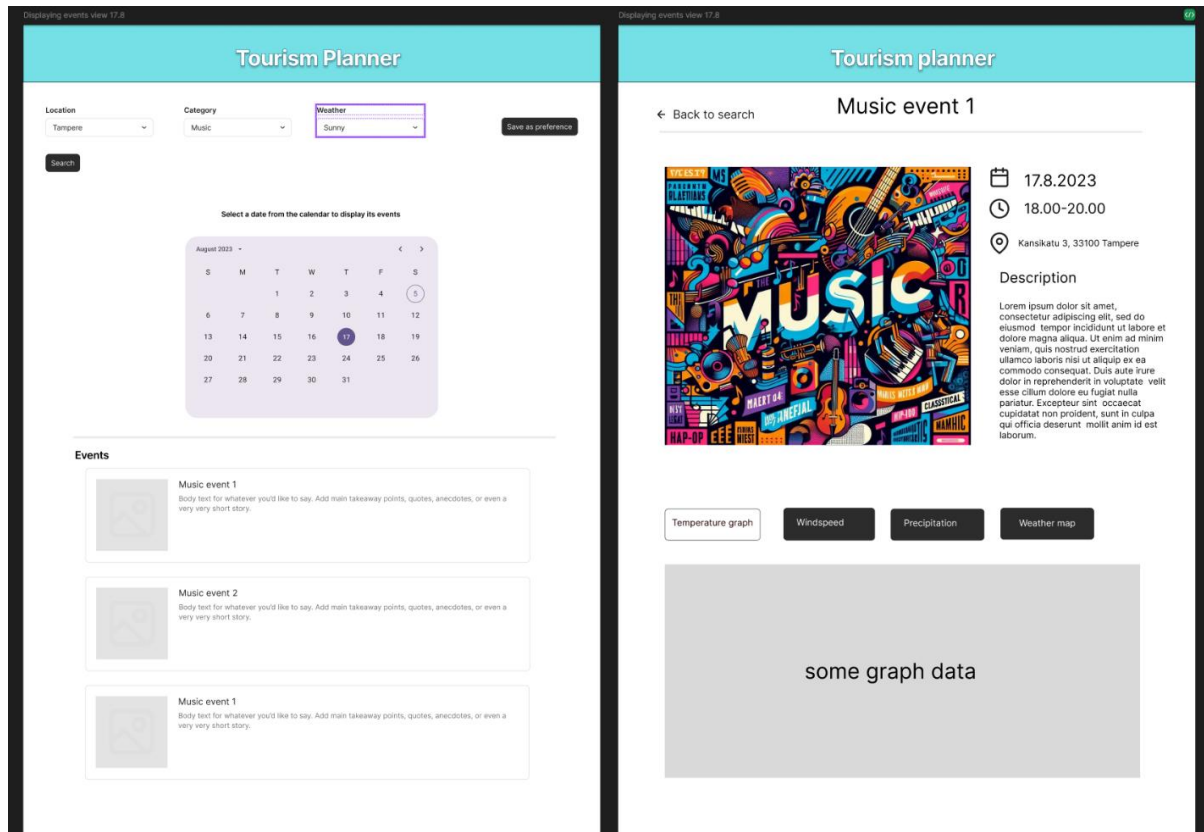 Displaying events view 17.8
Tourism Planner
Location
Category
Weather
Tampere
Music
Sunny
Save as preference
Search
Select a date from the calendar to display its events
August 2023
S M T W T F S
1 2 3 4 5
6 7 8 9 10 11 12
13 14 15 16 17 18 19
20 21 22 23 24 25 26
27 28 29 30 31
Events
Music event 1
Body text for whatever you'd like to say. Add main takeaway points, quotes, anecdotes, or even a
very very short story.
Music event 2
Body text for whatever you'd like to say. Add main takeaway points, quotes, anecdotes, or even a
very very short story.
Music event 1
Body text for whatever you'd like to say. Add main takeaway points, quotes, anecdotes, or even a
very very short story.
Displaying events view 17.8
Tourism planner
← Back to search
Music event 1
MS
THE
MUSIC
THE
CLASSTICAL
HIP-100
MAMHIC
HAP-OP
17.8.2023
18.00-20.00
Kansikatu 3, 33100 Tampere
Description
Lorem ipsum dolor sit amet,
consectetur adipiscing elit, sed do
eiusmod tempor incididunt ut labore et
dolore magna aliqua. Ut enim ad minim
veniam, quis nostrud exercitation
ullamco laboris nisi ut aliquip ex ea
commodo consequat. Duis aute irure
dolor in reprehenderit in voluptate velit
esse cillum dolore eu fugiat nulla
pariatur. Excepteur sint occaecat
cupidatat non proident, sunt in culpa
qui officia deserunt mollit anim id est
laborum.
Temperature graph
Windspeed
Precipitation
Weather map
some graph data